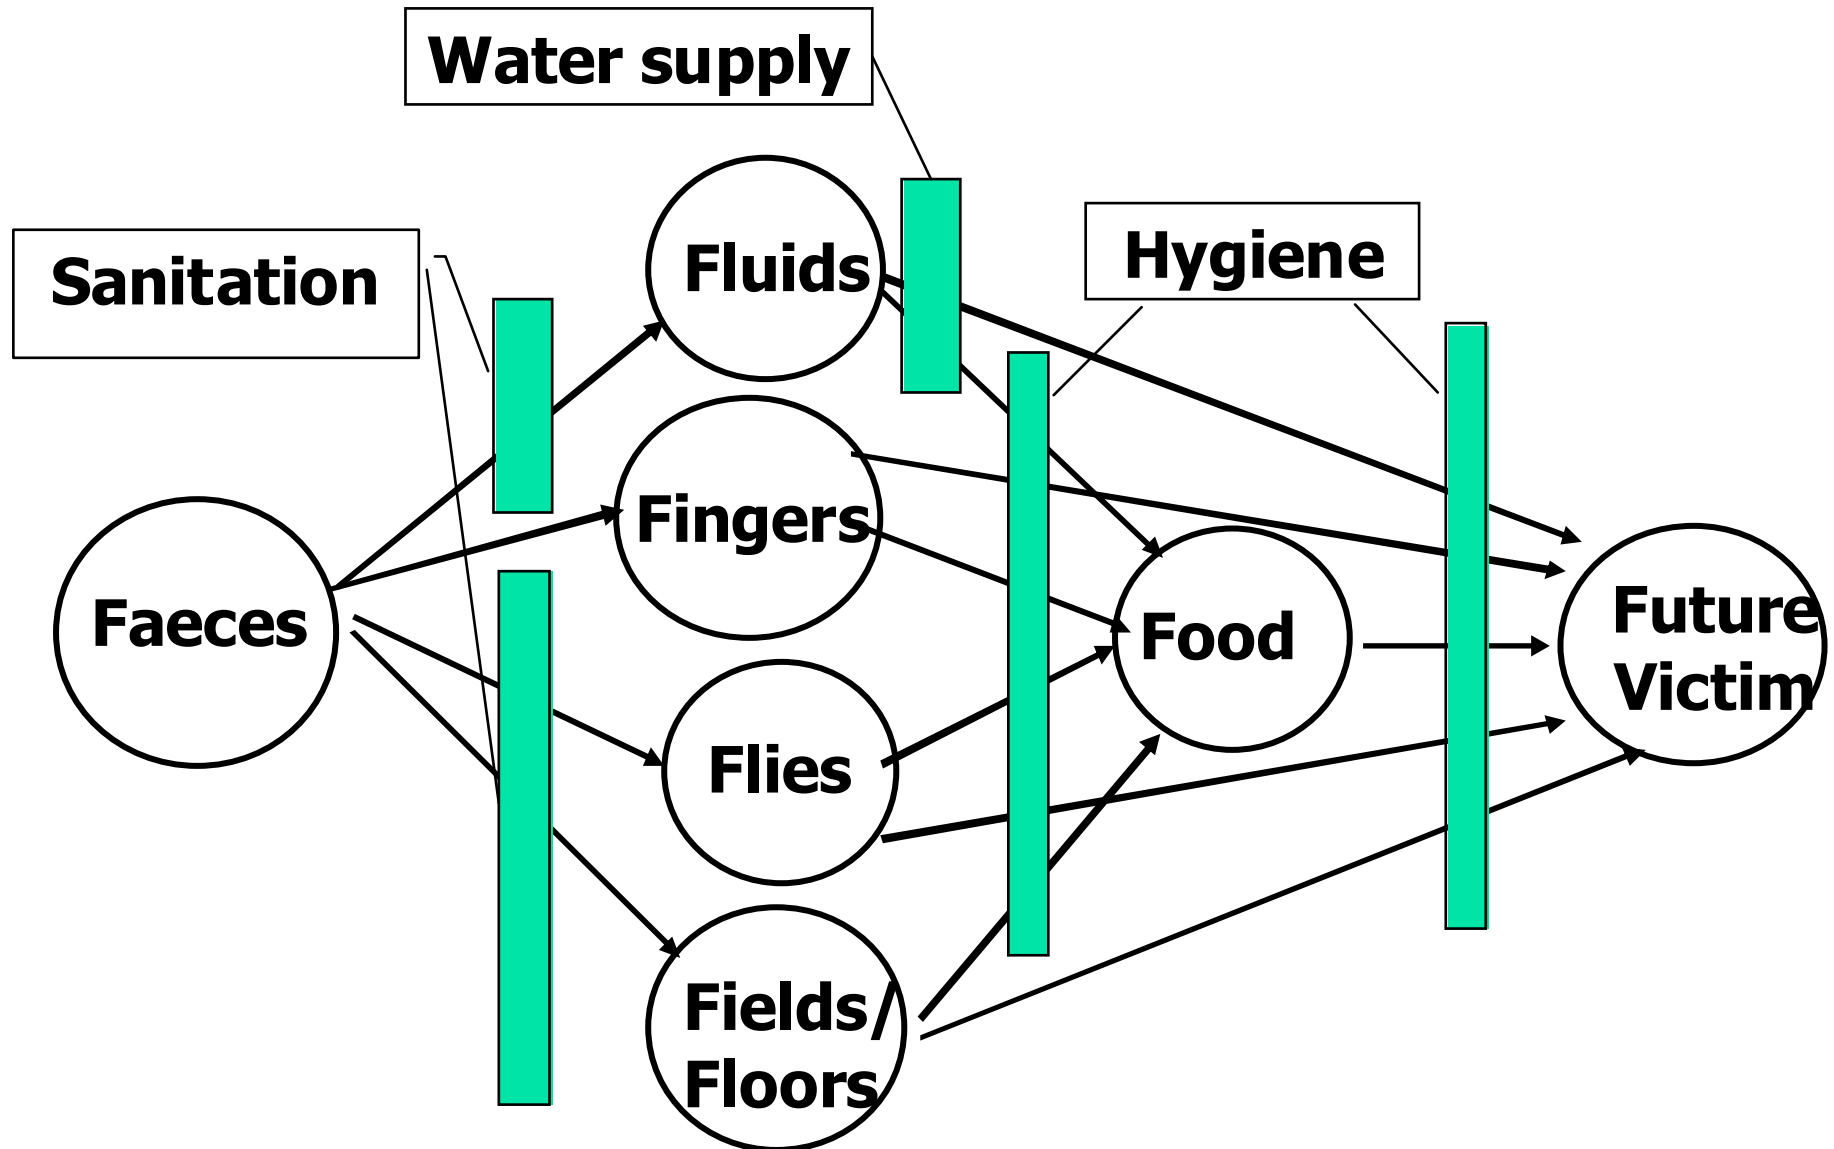 Water supply
Sanitation
Hygiene
Fluids
Faeces
Fingers
Flies
Fields/
Floors
Food
Future
Victim